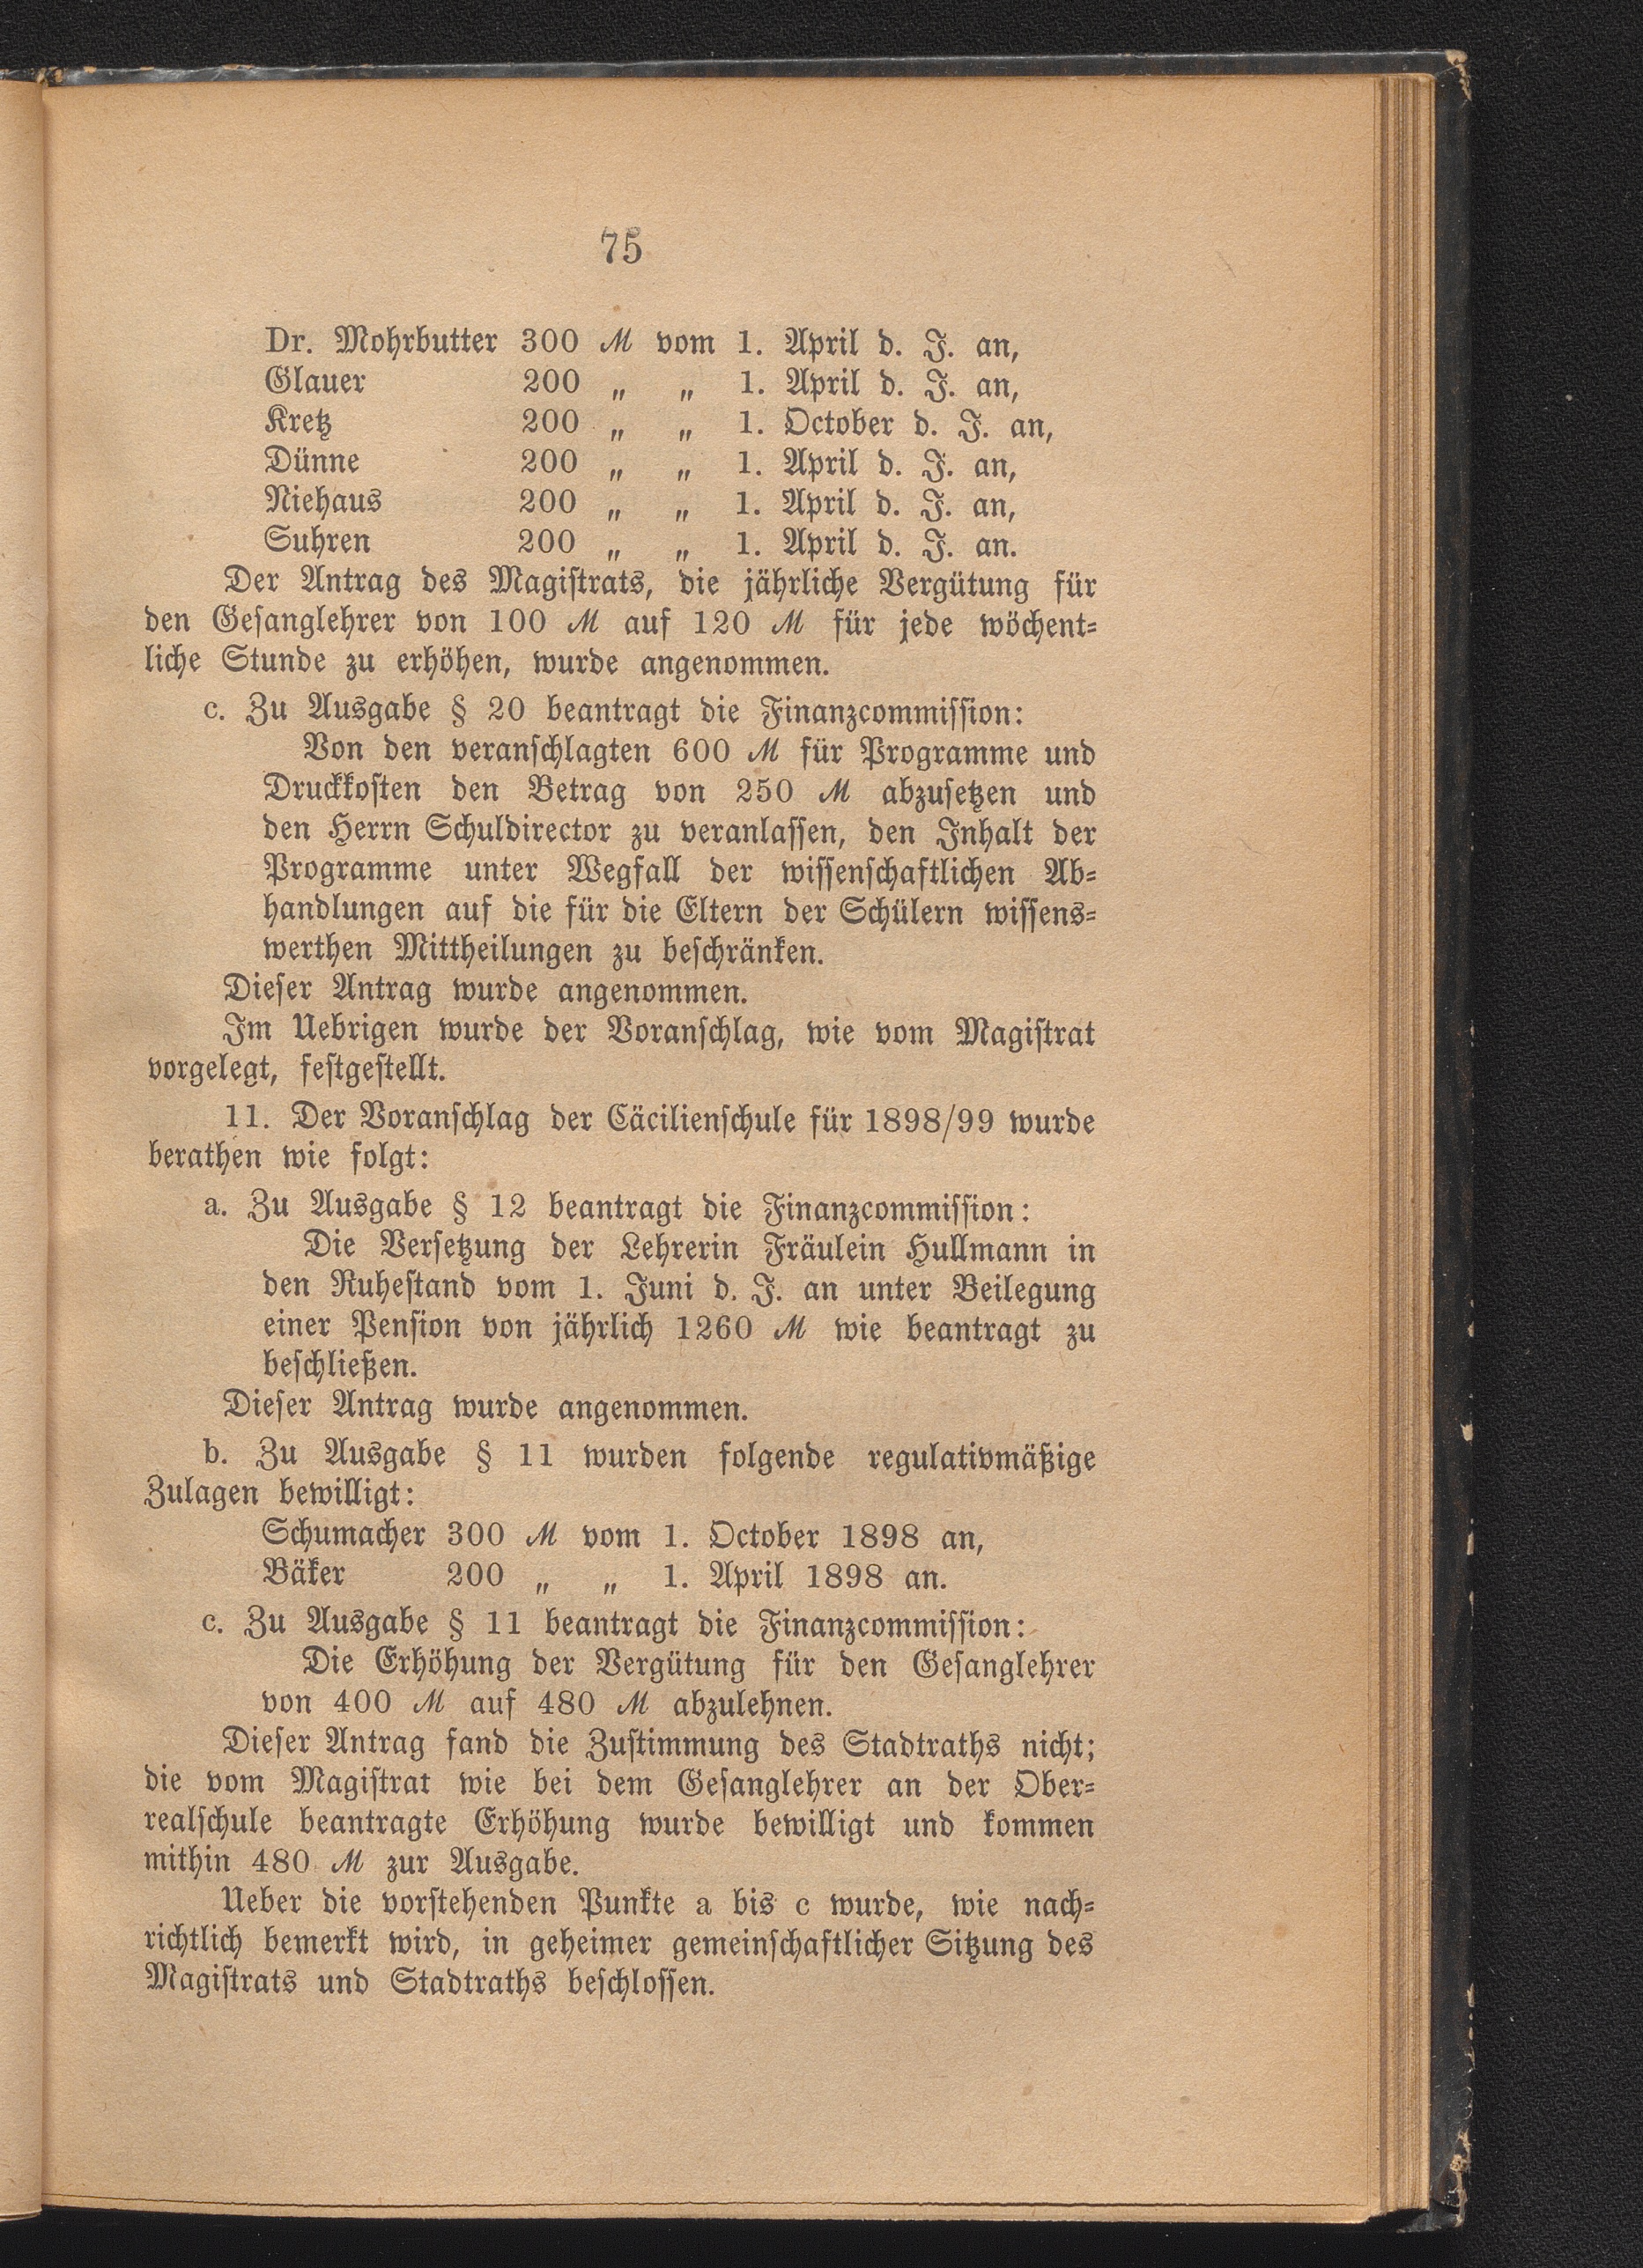 75
Dr. Mohrbutter 300 ℳ vom 1. April d. J. an,
Glauer 200 „ „ 1. April d. J. an,
Kretz 200 „ „ 1. October d. J. an,
Dünne 200 „ „ 1. April d. J. an,
Niehaus 200 „ „ 1. April d. J. an,
Suhren 200 „ „ 1. April d. J. an.
Der Antrag des Magistrats, die jährliche Vergütung für
den Gesanglehrer von 100 ℳ auf 120 ℳ für jede wöchent-
liche Stunde zu erhöhen, wurde angenommen.
c. Zu Ausgabe § 20 beantragt die Finanzcommission:
Von den veranschlagten 600 ℳ für Programme und
Druckkosten den Betrag von 250 ℳ abzusetzen und
den Herrn Schuldirector zu veranlassen, den Inhalt der
Programme unter Wegfall der wissenschaftlichen Ab-
handlungen auf die für die Eltern der Schülern wissens-
werthen Mittheilungen zu beschränken.
Dieser Antrag wurde angenommen.
Im Uebrigen wurde der Voranschlag, wie vom Magistrat
vorgelegt, festgestellt.
11. Der Voranschlag der Cäcilienschule für 1898/99 wurde
berathen wie folgt:
a. Zu Ausgabe § 12 beantragt die Finanzcommission:
Die Versetzung der Lehrerin Fräulein Hullmann in
den Ruhestand vom 1. Juni d. J. an unter Beilegung
einer Pension von jährlich 1260 ℳ wie beantragt zu
beschließen.
Dieser Antrag wurde angenommen.
b. Zu Ausgabe § 11 wurden folgende regulativmäßige
Zulagen bewilligt:
Schumacher 300 ℳ vom 1. October 1898 an,
Bäker 200 „ „ 1. April 1898 an.
c. Zu Ausgabe § 11 beantragt die Finanzcommission:
Die Erhöhung der Vergütung für den Gesanglehrer
von 400 ℳ auf 480 ℳ abzulehnen.
Dieser Antrag fand die Zustimmung des Stadtraths nicht;
die vom Magistrat wie bei dem Gesanglehrer an der Ober-
realschule beantragte Erhöhung wurde bewilligt und kommen
mithin 480 ℳ zur Ausgabe.
Ueber die vorstehenden Punkte a bis c wurde, wie nach-
richtlich bemerkt wird, in geheimer gemeinschaftlicher Sitzung des
Magistrats und Stadtraths beschlossen.